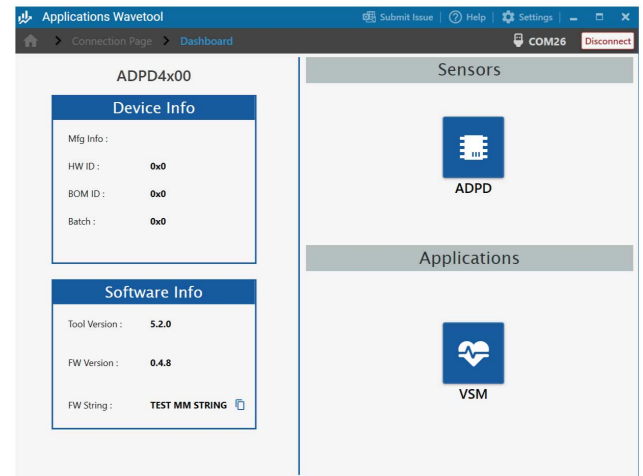 Applications Wavetool
Submit Issue | Help | Settings
Connection Page > Dashboard
COM26
Disconnect
ADPD4x00
Device Info
Mfg Info :
HW ID : 0x0
BOM ID : 0x0
Batch : 0x0
Software Info
Tool Version : 5.2.0
FW Version : 0.4.8
FW String : TEST MM STRING
Sensors
ADPD
Applications
VSM